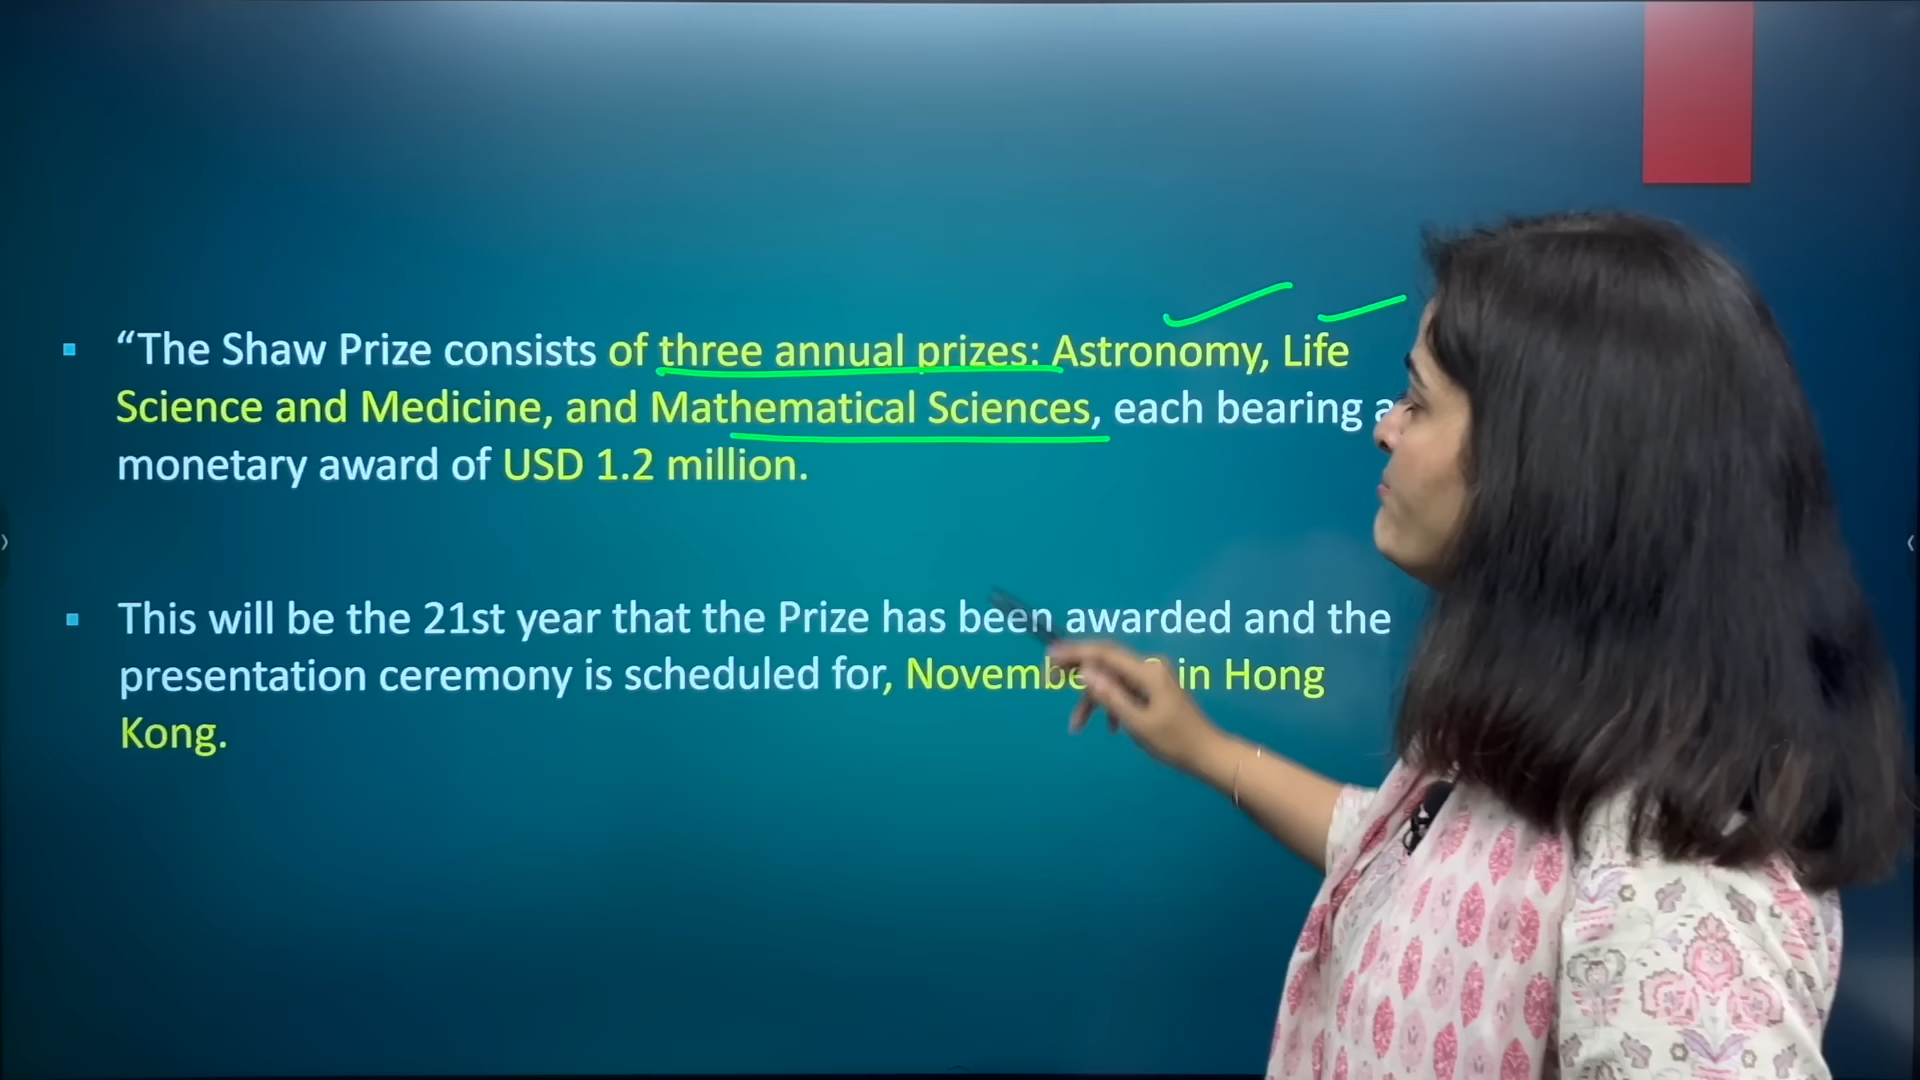 “The Shaw Prize consists of three annual prizes: Astronomy, Life
Science and Medicine, and Mathematical Sciences, each bearing a
monetary award of USD 1.2 million.
This will be the 21st year that the Prize has been awarded and the
presentation ceremony is scheduled for, November in Hong
Kong.